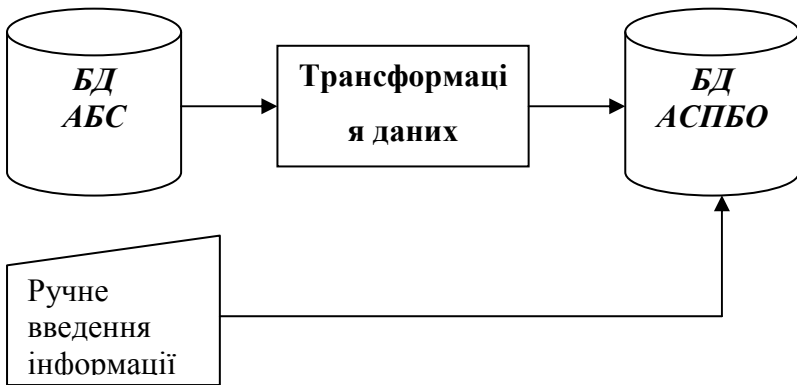 БД
АБС
Трансформаці
я даних
БД
АСПБО
Ручне
введення
інформації